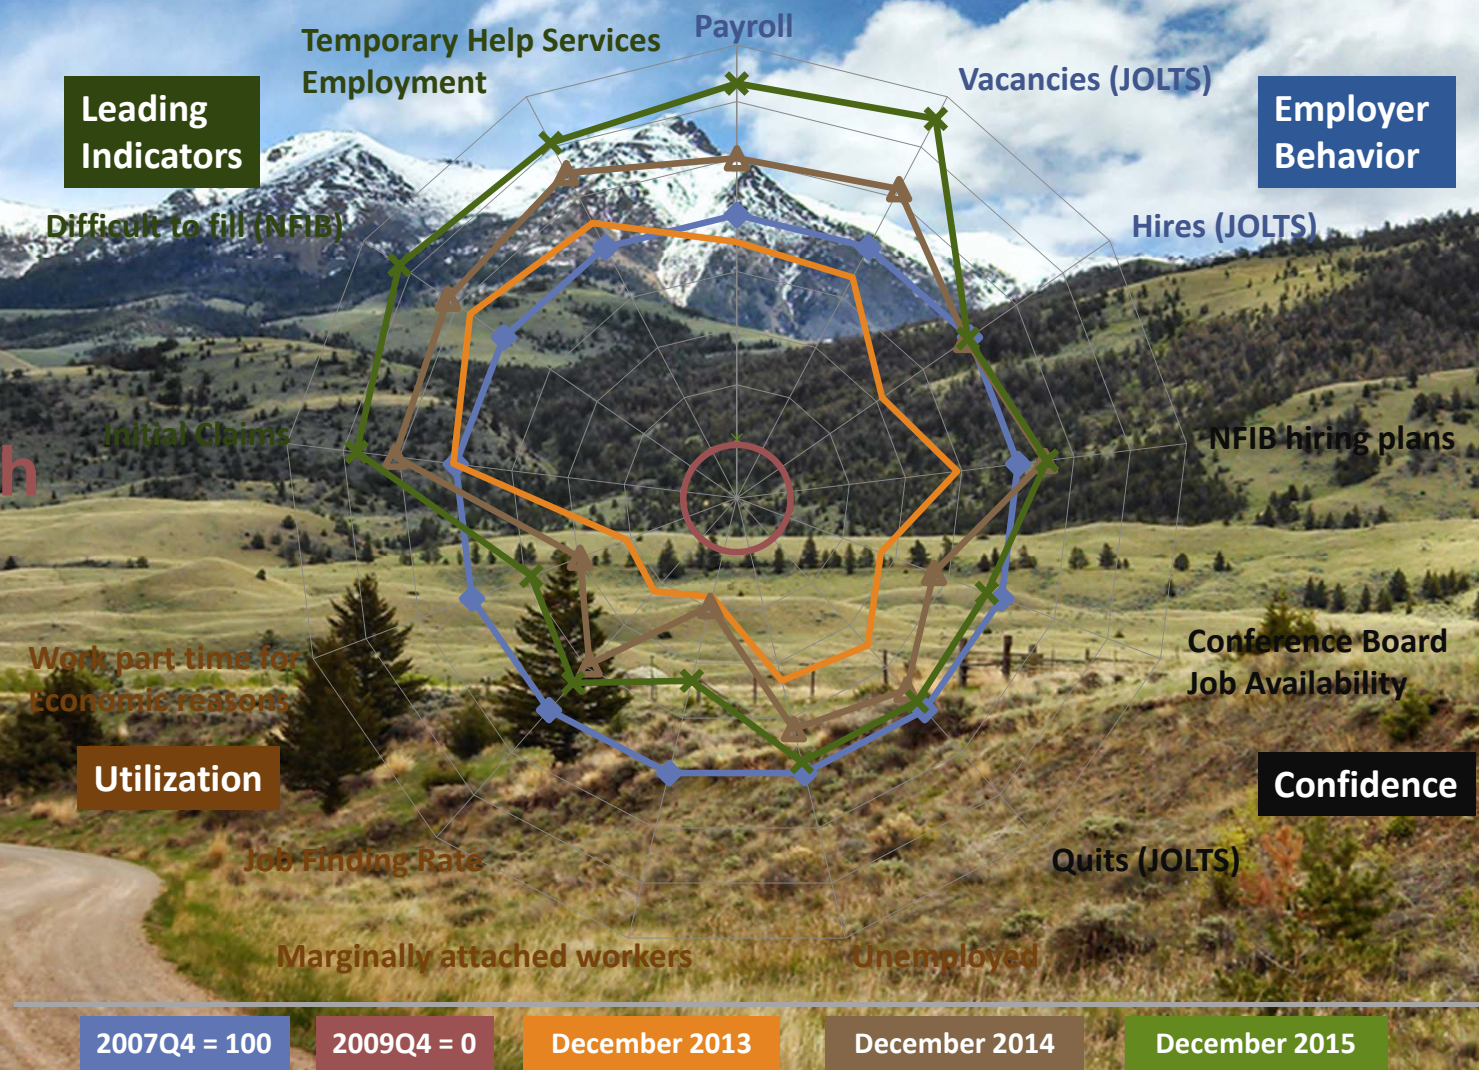 Payroll
Temporary Help Services
Employment
Vacancies (JOLTS)
Leading
Indicators
Employer
Behavior
Difficult to fill (NFIB)
Hires (JOLTS)
Initial Claims
NFIB hiring plans
h
Work part time for
Economic reasons
Conference Board
Job Availability
Utilization
Confidence
Job Finding Rate
Quits (JOLTS)
Marginally attached workers
Unemployed
2007Q4 = 100
2009Q4 = 0
December 2013
December 2014
December 2015